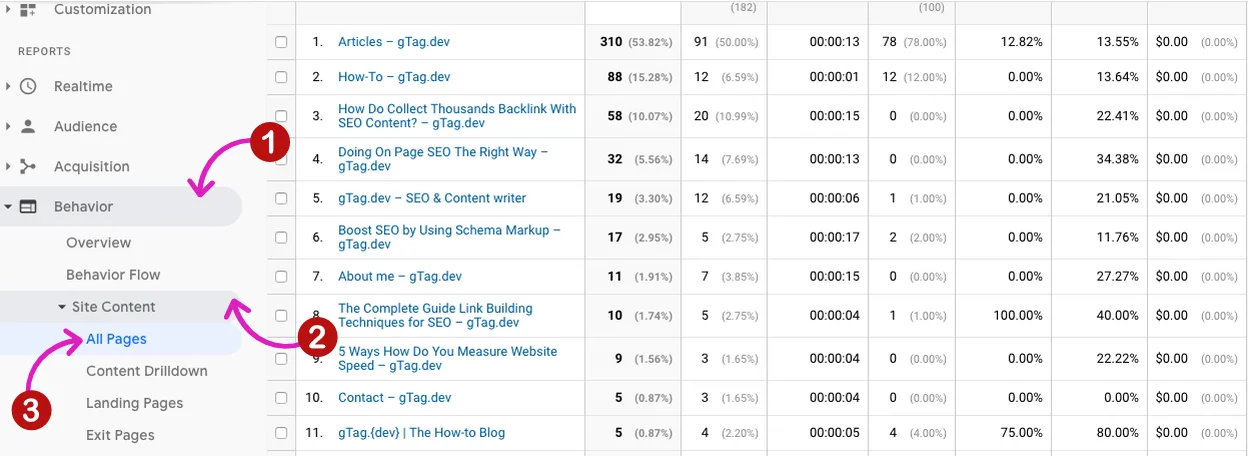 Customization
(182) (100)
REPORTS
Realtime
Audience
Acquisition
Behavior
Overview
Behavior Flow
Site Content
All Pages
Content Drilldown
Landing Pages
Exit Pages
1
2
3
1. Articles – gTag.dev 310 (53.82%) 91 (50.00%) 00:00:13 78 (78.00%) 12.82% 13.55% $0.00 (0.00%)
2. How-To – gTag.dev 88 (15.28%) 12 (6.59%) 00:00:01 12 (12.00%) 0.00% 13.64% $0.00 (0.00%)
3. How Do Collect Thousands Backlink With
SEO Content? – gTag.dev 58 (10.07%) 20 (10.99%) 00:00:15 0 (0.00%) 0.00% 22.41% $0.00 (0.00%)
4. Doing On Page SEO The Right Way –
gTag.dev 32 (5.56%) 14 (7.69%) 00:00:13 0 (0.00%) 0.00% 34.38% $0.00 (0.00%)
5. gTag.dev – SEO & Content writer 19 (3.30%) 12 (6.59%) 00:00:06 1 (1.00%) 0.00% 21.05% $0.00 (0.00%)
6. Boost SEO by Using Schema Markup –
gTag.dev 17 (2.95%) 5 (2.75%) 00:00:17 2 (2.00%) 0.00% 11.76% $0.00 (0.00%)
7. About me – gTag.dev 11 (1.91%) 7 (3.85%) 00:00:15 0 (0.00%) 0.00% 27.27% $0.00 (0.00%)
8. The Complete Guide Link Building
Techniques for SEO – gTag.dev 10 (1.74%) 5 (2.75%) 00:00:04 1 (1.00%) 100.00% 40.00% $0.00 (0.00%)
9. 5 Ways How Do You Measure Website
Speed – gTag.dev 9 (1.56%) 3 (1.65%) 00:00:04 0 (0.00%) 0.00% 22.22% $0.00 (0.00%)
10. Contact – gTag.dev 5 (0.87%) 3 (1.65%) 00:00:04 0 (0.00%) 0.00% 0.00% $0.00 (0.00%)
11. gTag.{dev} | The How-to Blog 5 (0.87%) 4 (2.20%) 00:00:05 4 (4.00%) 75.00% 80.00% $0.00 (0.00%)